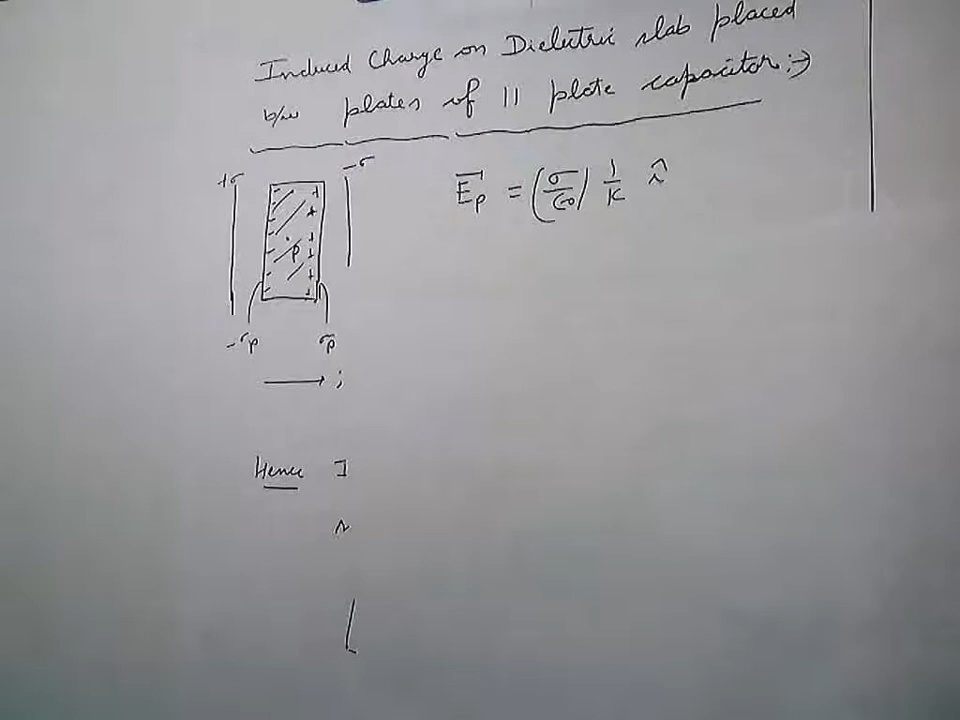 Induced Charge on Dielectric slab placed
b/w plates of || plate capacitor :→
+σ -σ
E⃗p = (σ/ε0) 1/K î
p
-σp σp
→ i
Hence I